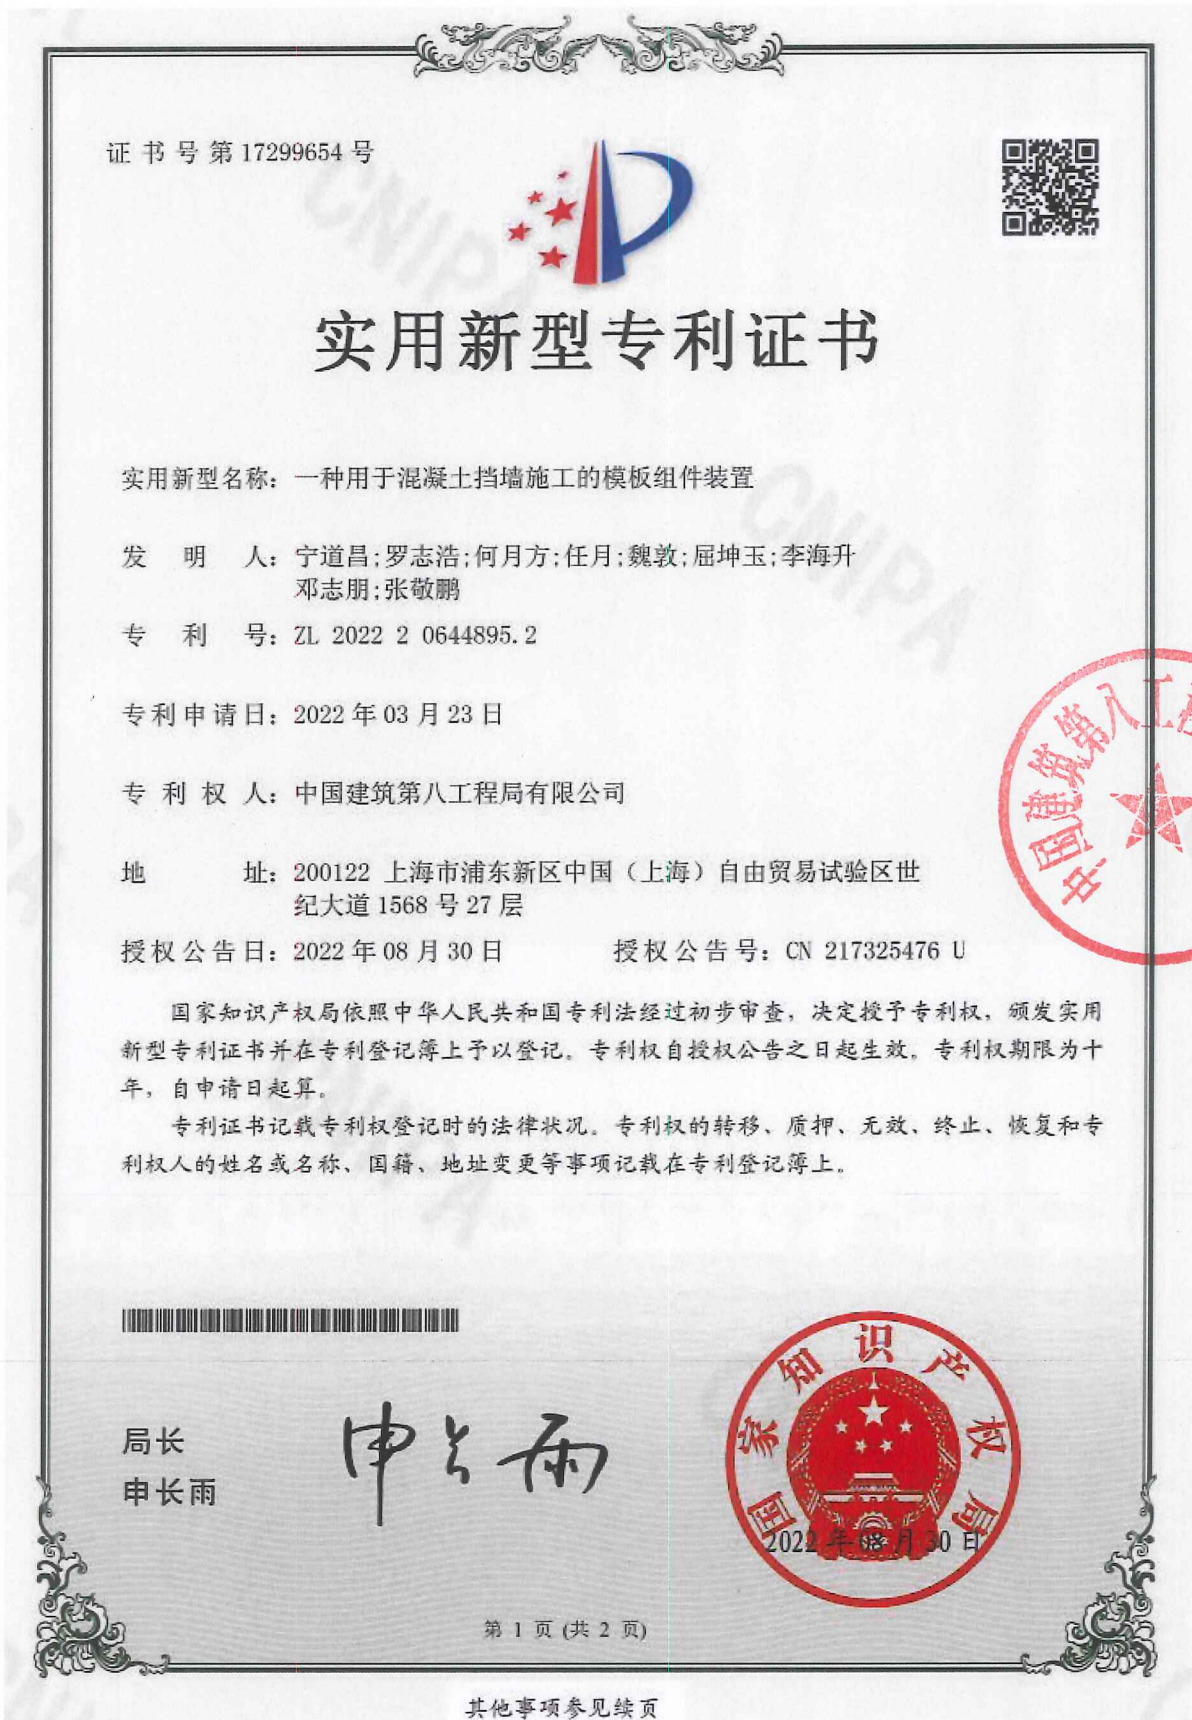 证书号第17299654号
实用新型专利证书
实用新型名称：一种用于混凝土挡墙施工的模板组件装置
发明人：宁道昌;罗志浩;何月方;任月;魏敦;屈坤玉;李海升
邓志朋;张敬鹏
专利号：ZL 2022 2 0644895.2
专利申请日：2022年03月23日
专利权人：中国建筑第八工程局有限公司
地址：200122 上海市浦东新区中国（上海）自由贸易试验区世
纪大道1568号27层
授权公告日：2022年08月30日 授权公告号：CN 217325476 U
国家知识产权局依照中华人民共和国专利法经过初步审查，决定授予专利权，颁发实用
新型专利证书并在专利登记簿上予以登记。专利权自授权公告之日起生效。专利权期限为十
年，自申请日起算。
专利证书记载专利权登记时的法律状况。专利权的转移、质押、无效、终止、恢复和专
利权人的姓名或名称、国籍、地址变更等事项记载在专利登记簿上。
中国建筑第八工程
局长
申长雨
申长雨
国家知识产权局
2022年08月30日
第 1 页 (共 2 页)
其他事项参见续页
CNIPA
CNIPA
CNIPA